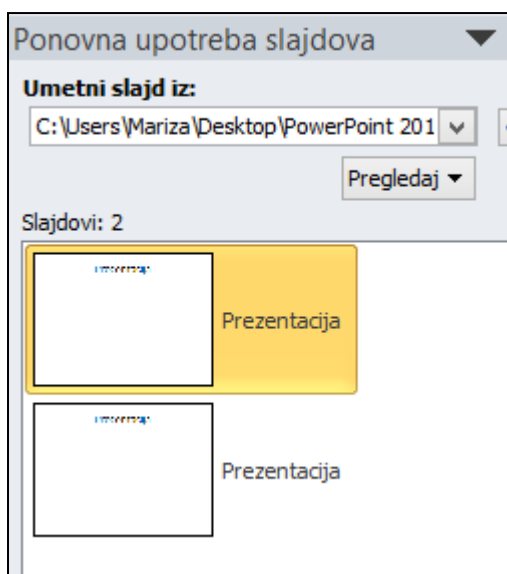 Ponovna upotreba slajdova
Umetni slajd iz:
C:\Users\Mariza\Desktop\PowerPoint 201
Pregledaj
Slajdovi: 2
Prezentacija
Prezentacija